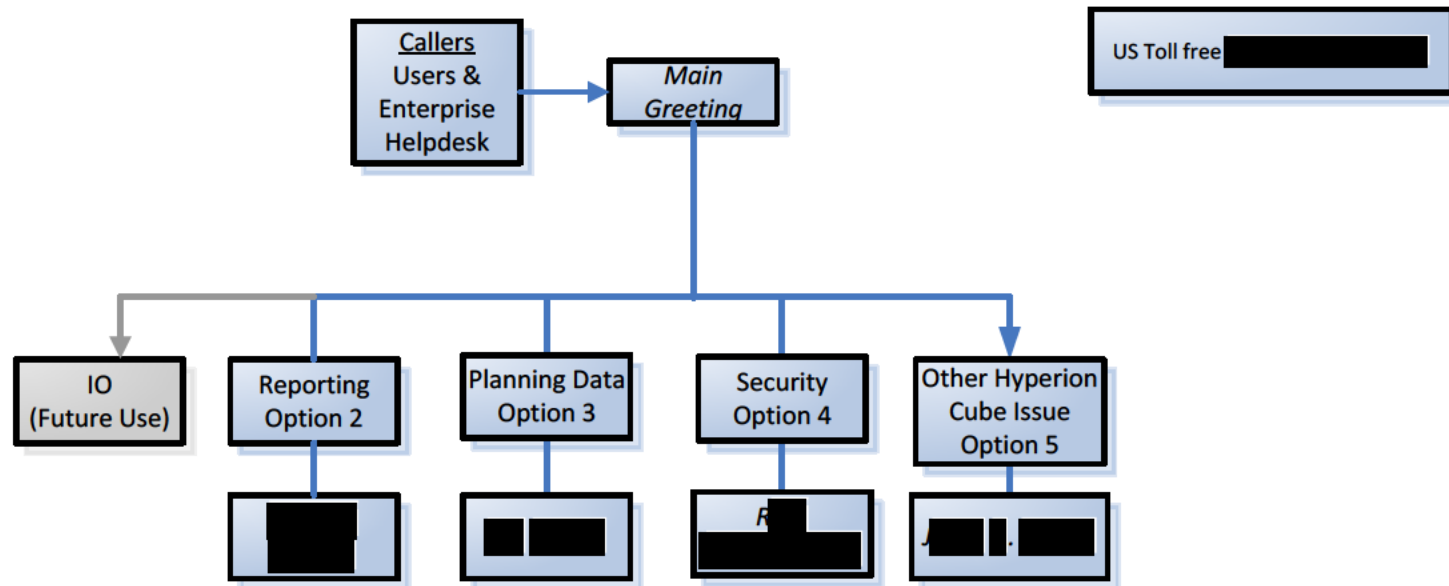 Callers
Users &
Enterprise
Helpdesk
Main
Greeting
US Toll free
IO
(Future Use)
Reporting
Option 2
Planning Data
Option 3
Security
Option 4
Other Hyperion
Cube Issue
Option 5